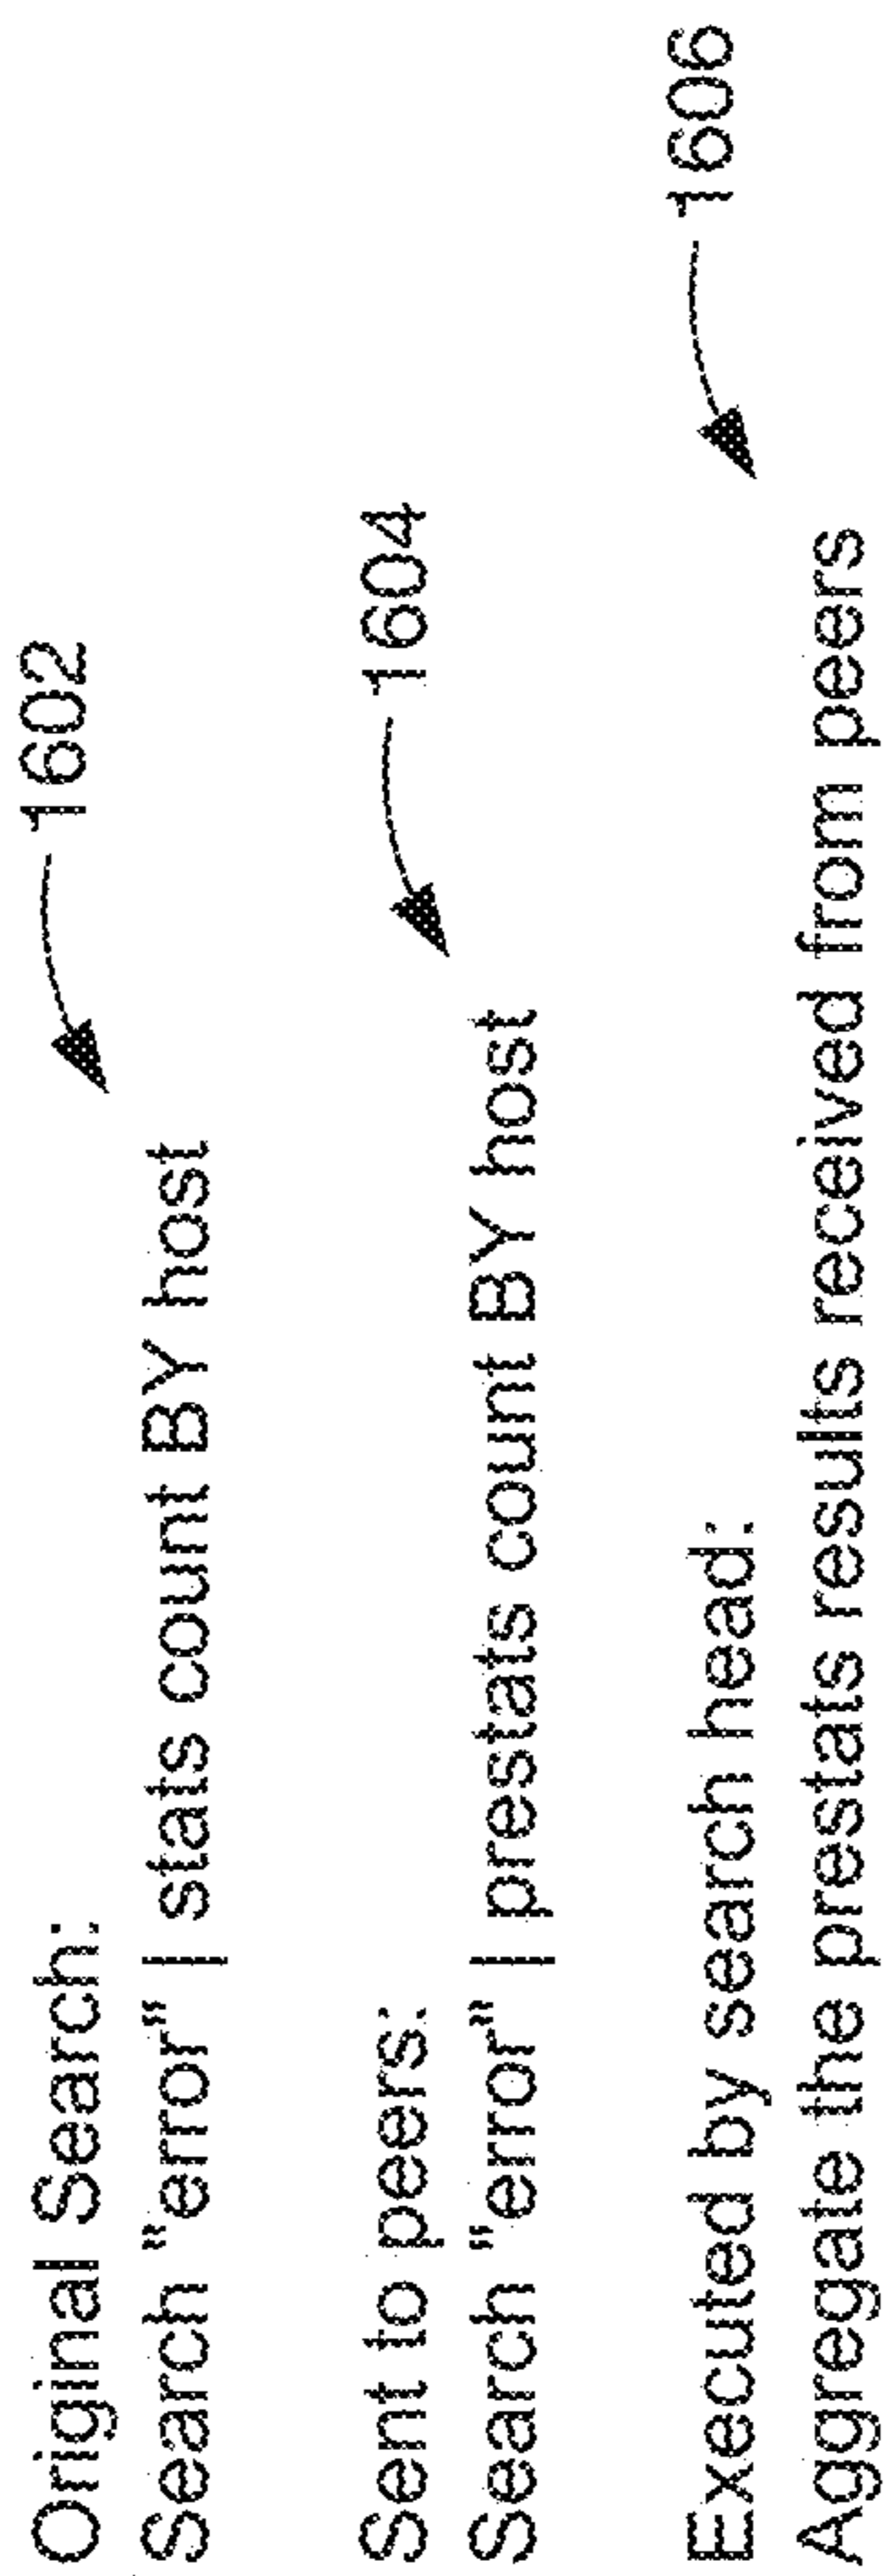 Original Search: 1602
Search "error" | stats count BY host
Sent to peers: 1604
Search "error" | prestats count BY host
Executed by search head: 1606
Aggregate the prestats results received from peers